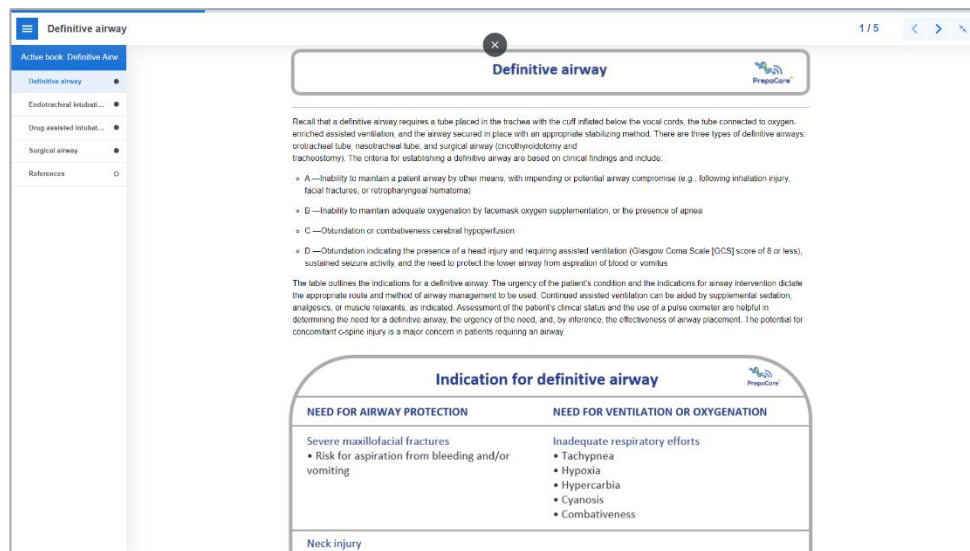 Definitive airway
1 / 5
Active book: Definitive Airw...
Definitive airway
Endotracheal intubati...
Drug assisted intubat...
Surgical airway
References
Definitive airway
PrepaCare
Recall that a definitive airway requires a tube placed in the trachea with the cuff inflated below the vocal cords, the tube connected to oxygen-
enriched assisted ventilation, and the airway secured in place with an appropriate stabilizing method. There are three types of definitive airways:
orotracheal tube, nasotracheal tube, and surgical airway (cricothyroidotomy and
tracheostomy). The criteria for establishing a definitive airway are based on clinical findings and include:
A —Inability to maintain a patent airway by other means, with impending or potential airway compromise (e.g., following inhalation injury,
facial fractures, or retropharyngeal hematoma)
B —Inability to maintain adequate oxygenation by facemask oxygen supplementation, or the presence of apnea
C —Obtundation or combativeness cerebral hypoperfusion
D —Obtundation indicating the presence of a head injury and requiring assisted ventilation (Glasgow Coma Scale [GCS] score of 8 or less),
sustained seizure activity, and the need to protect the lower airway from aspiration of blood or vomitus
The table outlines the indications for a definitive airway. The urgency of the patient's condition and the indications for airway intervention dictate
the appropriate route and method of airway management to be used. Continued assisted ventilation can be aided by supplemental sedation,
analgesics, or muscle relaxants, as indicated. Assessment of the patient's clinical status and the use of a pulse oximeter are helpful in
determining the need for a definitive airway, the urgency of the need, and, by inference, the effectiveness of airway placement. The potential for
concomitant c-spine injury is a major concern in patients requiring an airway.
Indication for definitive airway
PrepaCare
NEED FOR AIRWAY PROTECTION
NEED FOR VENTILATION OR OXYGENATION
Severe maxillofacial fractures
• Risk for aspiration from bleeding and/or
vomiting
Inadequate respiratory efforts
• Tachypnea
• Hypoxia
• Hypercarbia
• Cyanosis
• Combativeness
Neck injury